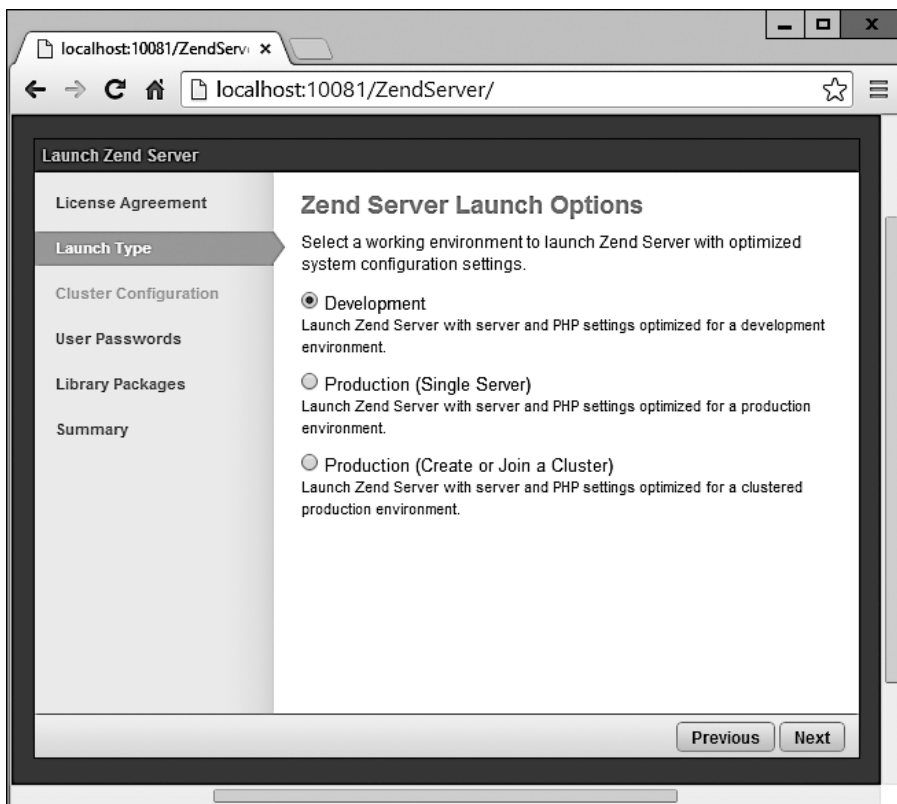 localhost:10081/ZendServ
localhost:10081/ZendServer/
Launch Zend Server
License Agreement
Launch Type
Cluster Configuration
User Passwords
Library Packages
Summary
Zend Server Launch Options
Select a working environment to launch Zend Server with optimized
system configuration settings.
Development
Launch Zend Server with server and PHP settings optimized for a development
environment.
Production (Single Server)
Launch Zend Server with server and PHP settings optimized for a production
environment.
Production (Create or Join a Cluster)
Launch Zend Server with server and PHP settings optimized for a clustered
production environment.
Previous
Next